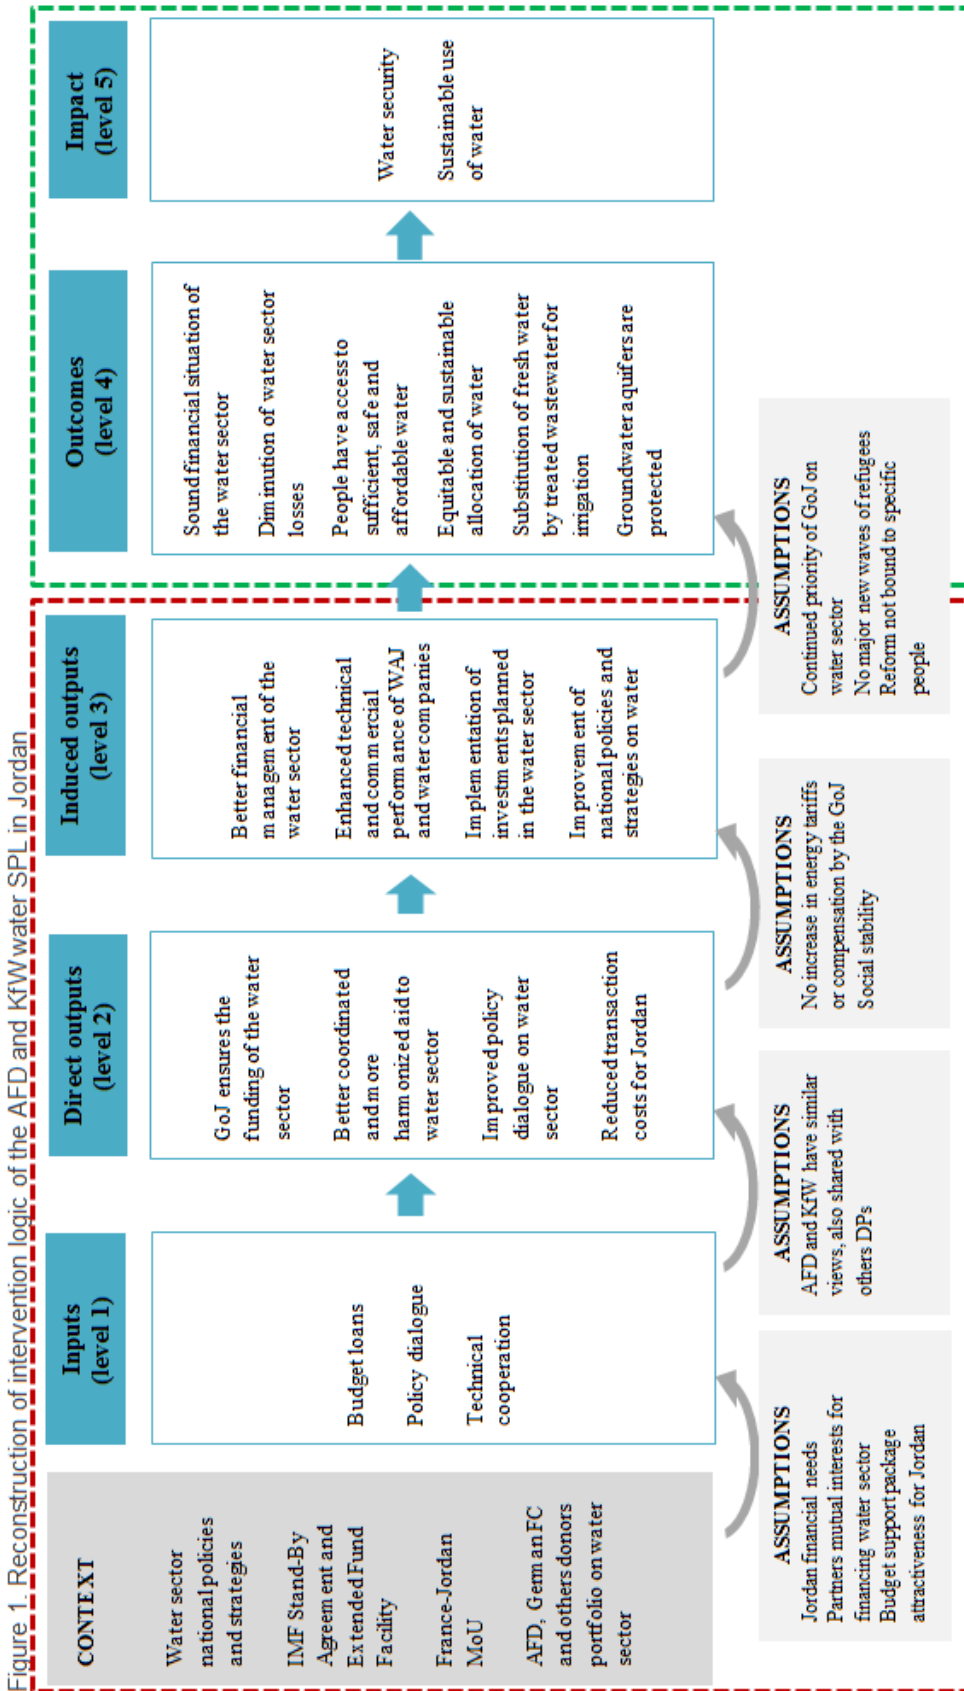 Figure 1. Reconstruction of intervention logic of the AFD and KfW water SPL in Jordan
CONTEXT
Water sector
national policies
and strategies
IMF Stand-By
Agreement and
Extended Fund
Facility
France-Jordan
MoU
AFD, German FC
and others donors
portfolio on water
sector
Inputs
(level 1)
Budget loans
Policy dialogue
Technical
cooperation
Direct outputs
(level 2)
GoJ ensures the
funding of the water
sector
Better coordinated
and more
harmonized aid to
water sector
Improved policy
dialogue on water
sector
Reduced transaction
costs for Jordan
Induced outputs
(level 3)
Better financial
management of the
water sector
Enhanced technical
and commercial
performance of WAJ
and water companies
Implementation of
investments planned
in the water sector
Improvement of
national policies and
strategies on water
Outcomes
(level 4)
Sound financial situation of
the water sector
Diminution of water sector
losses
People have access to
sufficient, safe and
affordable water
Equitable and sustainable
allocation of water
Substitution of fresh water
by treated wastewater for
irrigation
Groundwater aquifers are
protected
Impact
(level 5)
Water security
Sustainable use
of water
ASSUMPTIONS
Jordan financial needs
Partners mutual interests for
financing water sector
Budget support package
attractiveness for Jordan
ASSUMPTIONS
AFD and KfW have similar
views, also shared with
others DPs
ASSUMPTIONS
No increase in energy tariffs
or compensation by the GoJ
Social stability
ASSUMPTIONS
Continued priority of GoJ on
water sector
No major new waves of refugees
Reform not bound to specific
people